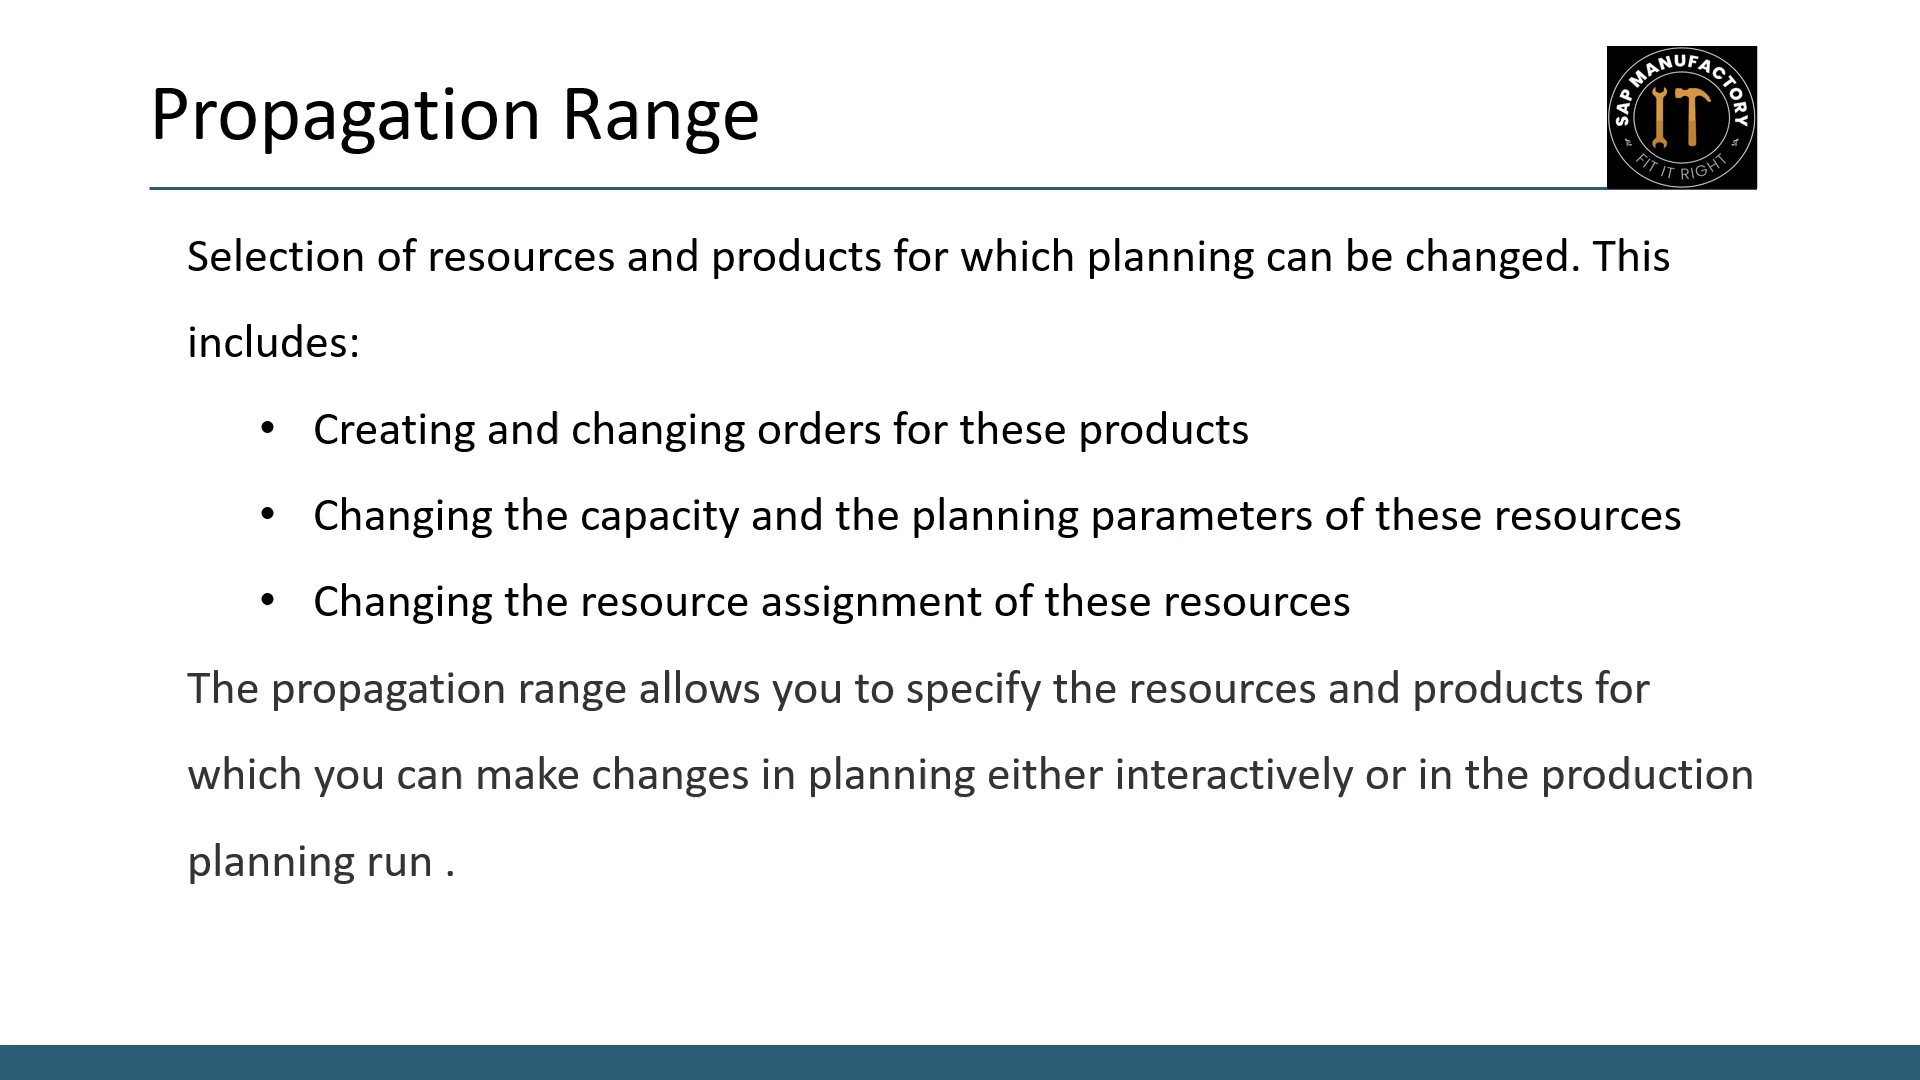 Propagation Range
SAP MANUFACTORY
IT
FIT IT RIGHT
Selection of resources and products for which planning can be changed. This
includes:
• Creating and changing orders for these products
• Changing the capacity and the planning parameters of these resources
• Changing the resource assignment of these resources
The propagation range allows you to specify the resources and products for
which you can make changes in planning either interactively or in the production
planning run .